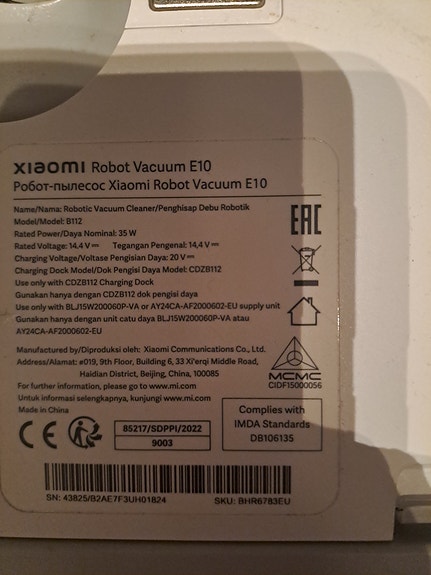 xiaomi Robot Vacuum E10
Робот-пылесос Xiaomi Robot Vacuum E10
Name/Nama: Robotic Vacuum Cleaner/Penghisap Debu Robotik
Model/Model: B112
Rated Power/Daya Nominal: 35 W
Rated Voltage: 14.4 V⎓ Tegangan Pengenal: 14,4 V⎓
Charging Voltage/Voltase Pengisian Daya: 20 V⎓
Charging Dock Model/Dok Pengisi Daya Model: CDZB112
Use only with CDZB112 Charging Dock
Gunakan hanya dengan CDZB112 dok pengisi daya
Use only with BLJ15W200060P-VA or AY24CA-AF2000602-EU supply unit
Gunakan hanya dengan unit catu daya BLJ15W200060P-VA atau
AY24CA-AF2000602-EU
EAC
Manufactured by/Diproduksi oleh: Xiaomi Communications Co., Ltd.
Address/Alamat: #019, 9th Floor, Building 6, 33 Xi'erqi Middle Road,
Haidian District, Beijing, China, 100085
For further information, please go to www.mi.com
Untuk informasi selengkapnya, kunjungi www.mi.com
Made in China
MCMC
CIDF15000056
CE
85217/SDPPI/2022
9003
Complies with
IMDA Standards
DB106135
SN: 43825/B2AE7F3UH01824 SKU: BHR6783EU